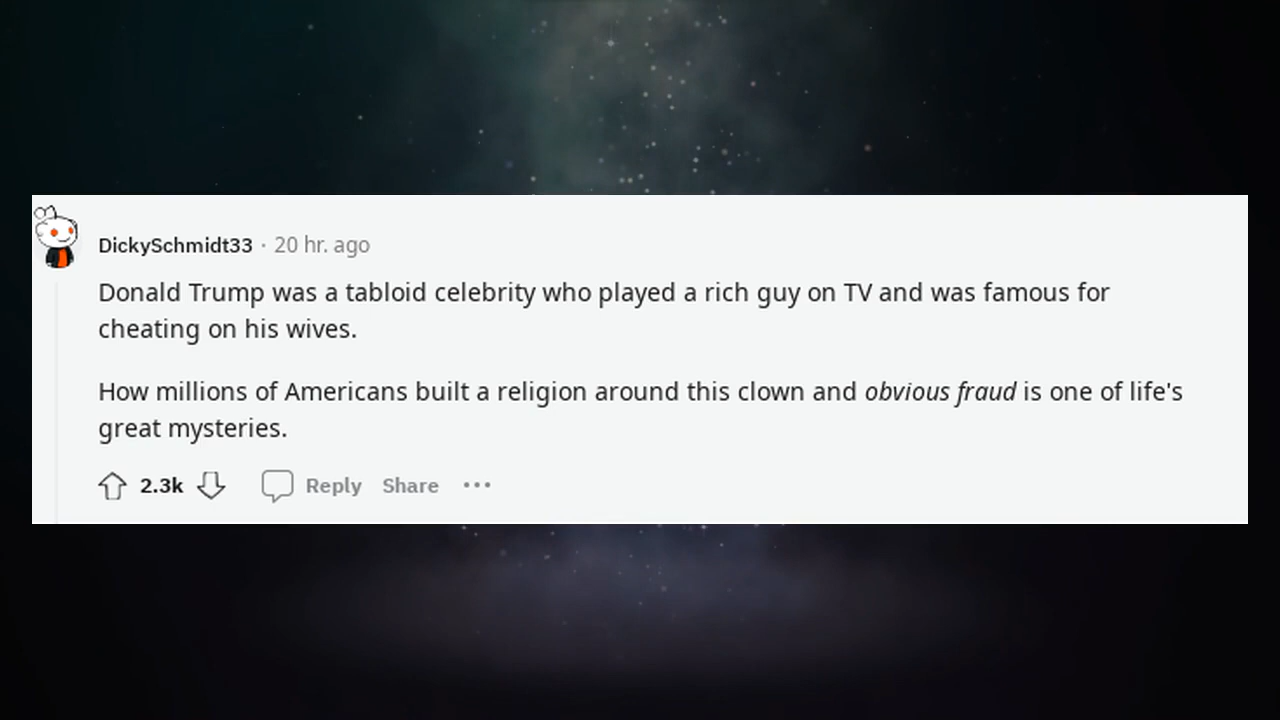 DickySchmidt33 · 20 hr. ago
Donald Trump was a tabloid celebrity who played a rich guy on TV and was famous for
cheating on his wives.
How millions of Americans built a religion around this clown and obvious fraud is one of life's
great mysteries.
2.3k Reply Share ···